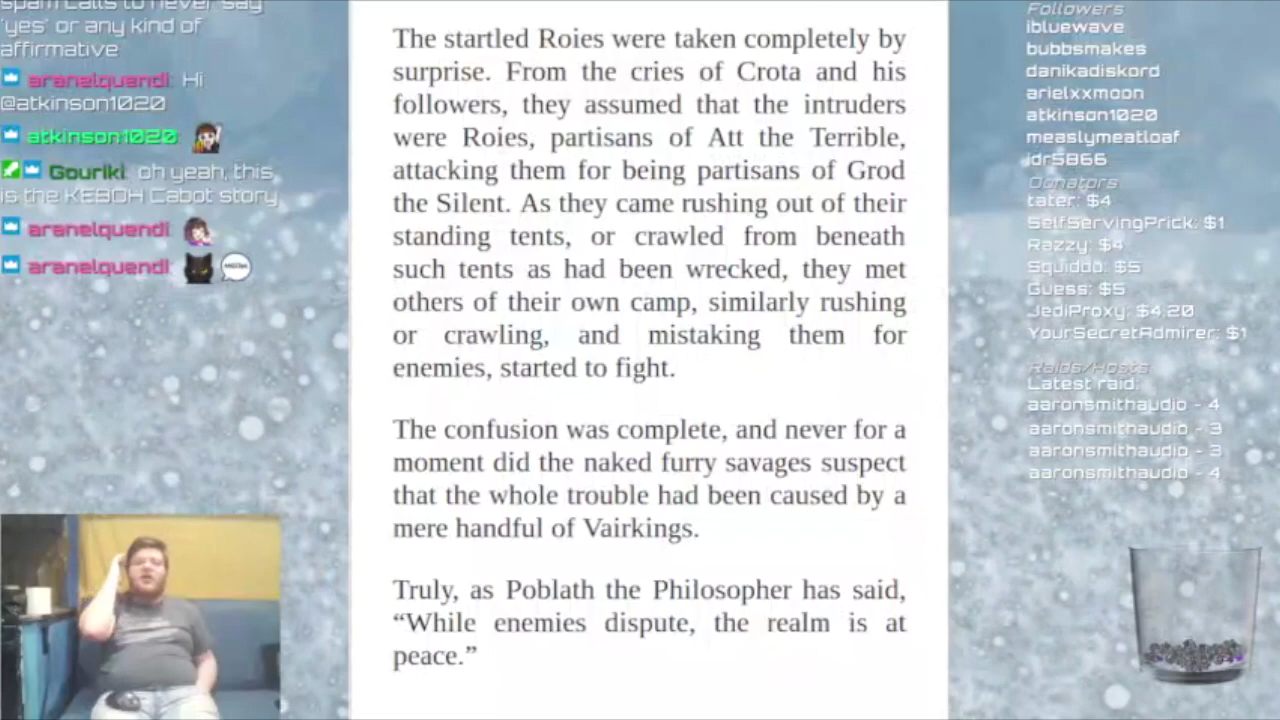 spam calls to never say
'yes' or any kind of
affirmative
aranelquendi: Hi
@atkinson1020
atkinson1020
Gouriki: oh yeah, this
is the KEBOH Cabot story
aranelquendi:
aranelquendi:
The startled Roies were taken completely by
surprise. From the cries of Crota and his
followers, they assumed that the intruders
were Roies, partisans of Att the Terrible,
attacking them for being partisans of Grod
the Silent. As they came rushing out of their
standing tents, or crawled from beneath
such tents as had been wrecked, they met
others of their own camp, similarly rushing
or crawling, and mistaking them for
enemies, started to fight.
The confusion was complete, and never for a
moment did the naked furry savages suspect
that the whole trouble had been caused by a
mere handful of Vairkings.
Truly, as Poblath the Philosopher has said,
“While enemies dispute, the realm is at
peace.”
Followers
ibluewave
bubbsmakes
danikadiskord
arielxxmoon
atkinson1020
measlymeatloaf
jdr5866
Donators
tater: $4
SelfServingPrick: $1
Razzy: $4
Squidda: $5
Guess: $5
JediProxy: $4.20
YourSecretAdmirer: $1
Raids/Hosts
Latest raid:
aaronsmithaudio - 4
aaronsmithaudio - 3
aaronsmithaudio - 3
aaronsmithaudio - 4